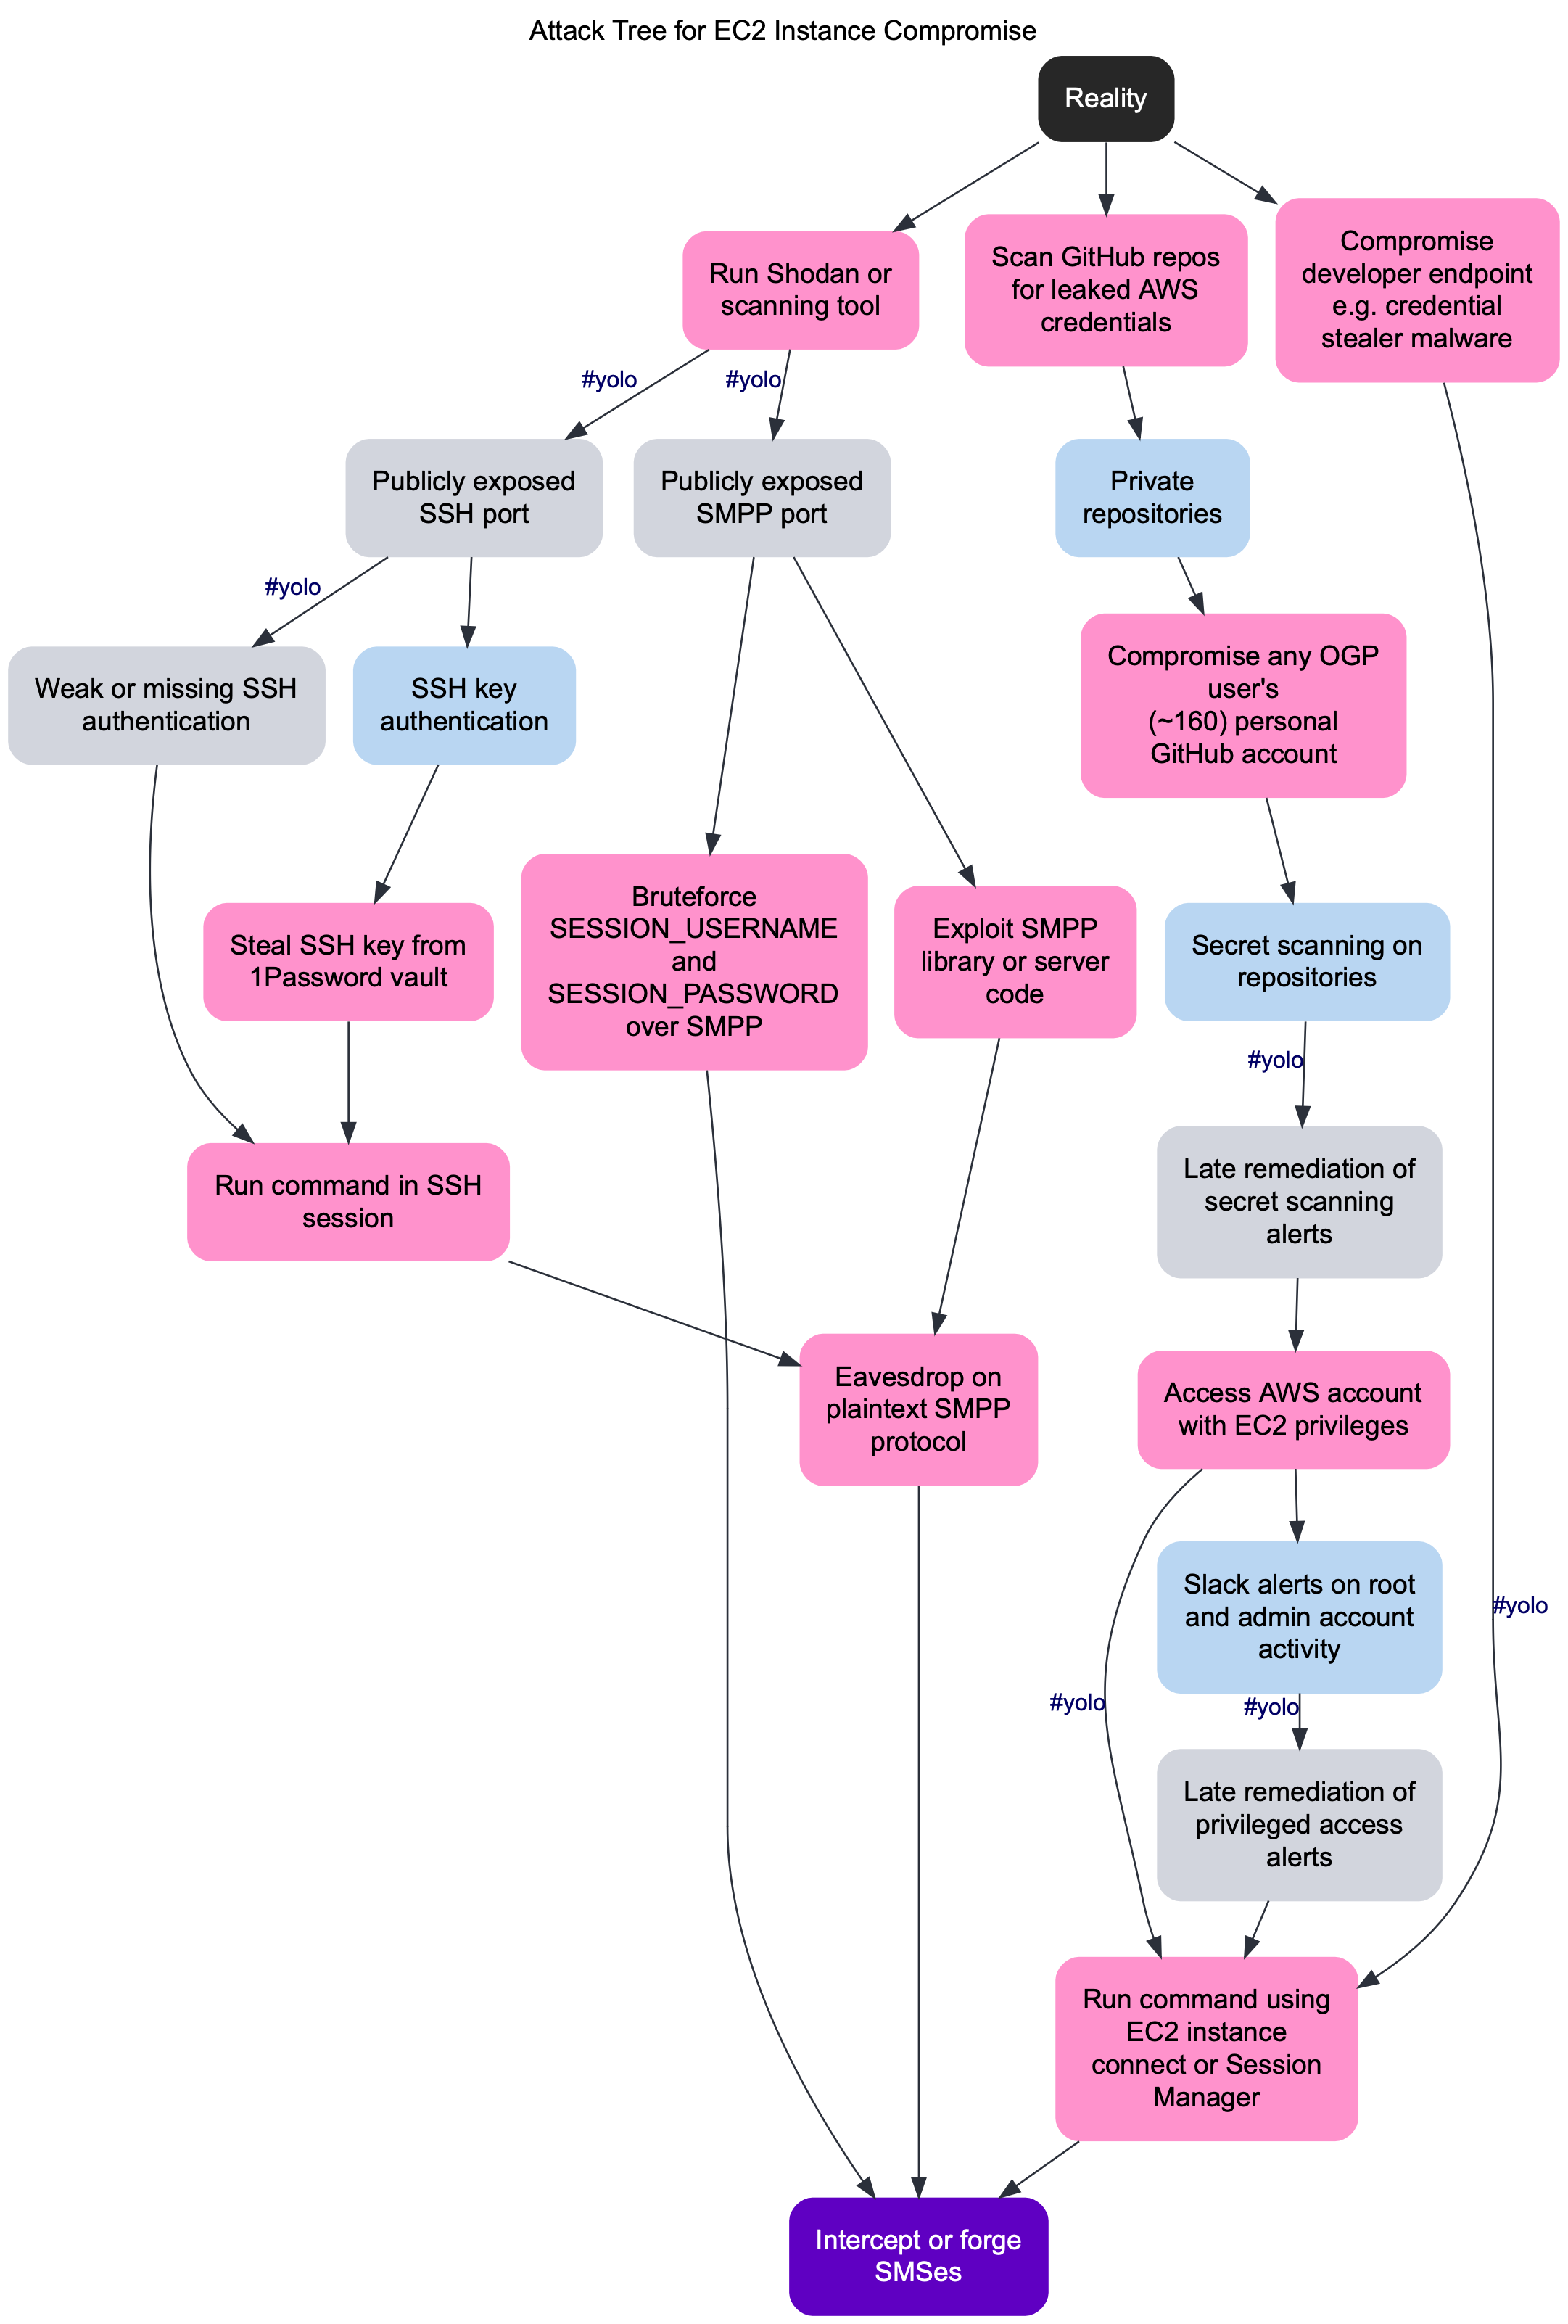 Attack Tree for EC2 Instance Compromise
Reality
Run Shodan or
scanning tool
Scan GitHub repos
for leaked AWS
credentials
Compromise
developer endpoint
e.g. credential
stealer malware
#yolo
#yolo
Publicly exposed
SSH port
Publicly exposed
SMPP port
Private
repositories
#yolo
Weak or missing SSH
authentication
SSH key
authentication
Compromise any OGP
user's
(~160) personal
GitHub account
Steal SSH key from
1Password vault
Bruteforce
SESSION_USERNAME
and
SESSION_PASSWORD
over SMPP
Exploit SMPP
library or server
code
Secret scanning on
repositories
#yolo
Run command in SSH
session
Late remediation of
secret scanning
alerts
Eavesdrop on
plaintext SMPP
protocol
Access AWS account
with EC2 privileges
Slack alerts on root
and admin account
activity
#yolo
#yolo
#yolo
Late remediation of
privileged access
alerts
Run command using
EC2 instance
connect or Session
Manager
Intercept or forge
SMSes